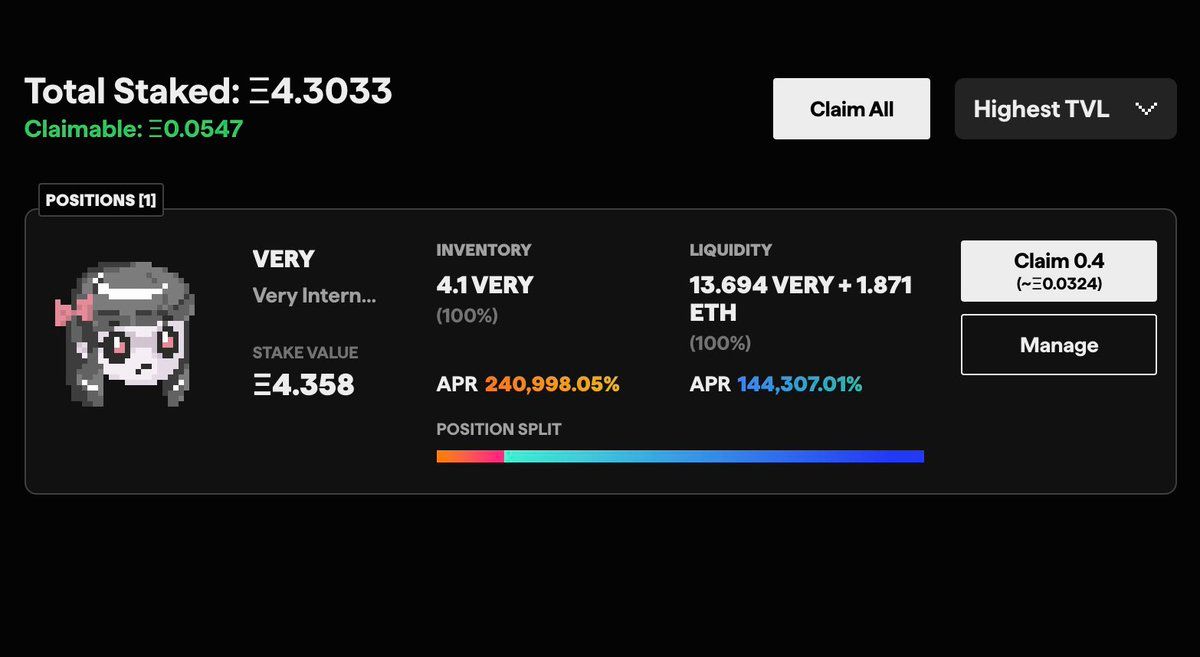 Total Staked: Ξ4.3033
Claimable: Ξ0.0547
Claim All
Highest TVL
POSITIONS [1]
VERY
Very Intern...
STAKE VALUE
Ξ4.358
INVENTORY
4.1 VERY
(100%)
APR 240,998.05%
LIQUIDITY
13.694 VERY + 1.871
ETH
(100%)
APR 144,307.01%
POSITION SPLIT
Claim 0.4
(~Ξ0.0324)
Manage